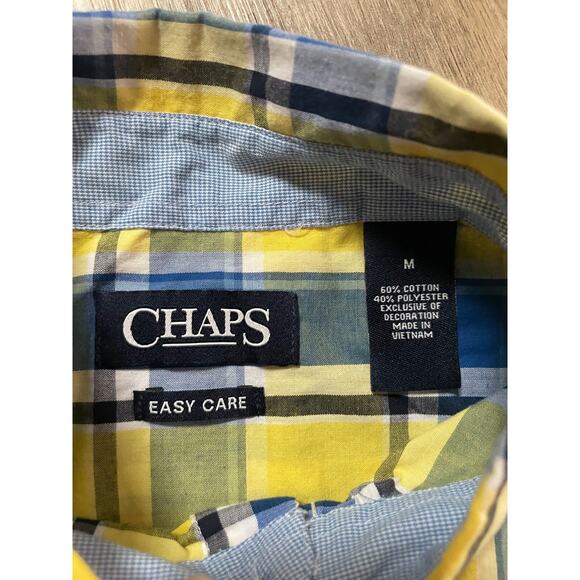 CHAPS
EASY CARE
M
60% COTTON
40% POLYESTER
EXCLUSIVE OF
DECORATION
MADE IN
VIETNAM